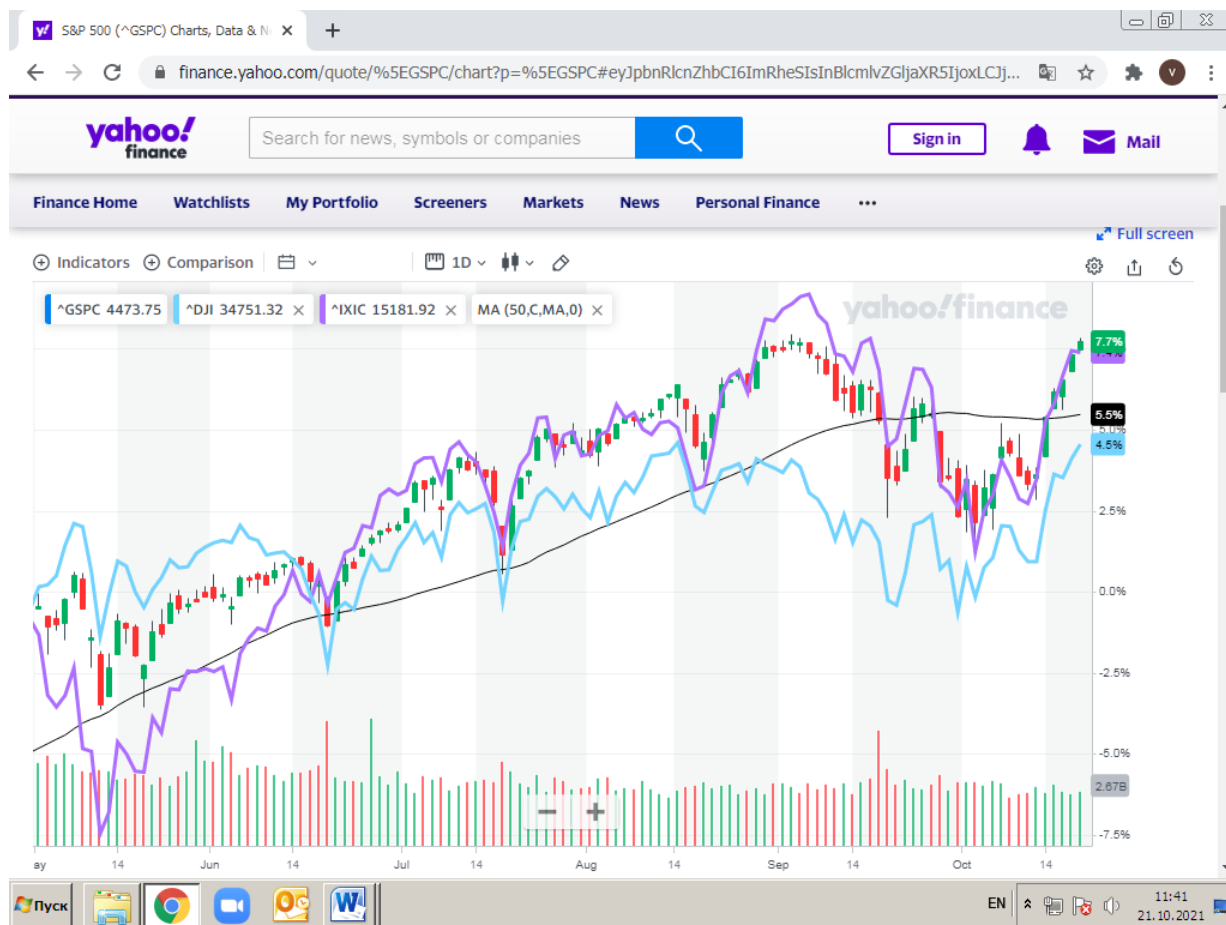 S&P 500 (^GSPC) Charts, Data & N
finance.yahoo.com/quote/%5EGSPC/chart?p=%5EGSPC#eyJpbnRlcnZhbCI6ImRheSIsInBlcmlvZGljaXR5IjoxLCJj...
V
yahoo!
finance
Search for news, symbols or companies
Sign in
Mail
Finance Home Watchlists My Portfolio Screeners Markets News Personal Finance ...
Full screen
Indicators Comparison 1D
^GSPC 4473.75 ^DJI 34751.32 ^IXIC 15181.92 MA (50,C,MA,0)
yahoo!finance
7.7%
5.5%
5.0%
4.5%
2.5%
0.0%
-2.5%
-5.0%
2.67B
-7.5%
ay 14 Jun 14 Jul 14 Aug 14 Sep 14 Oct 14
Пуск EN 11:41
21.10.2021